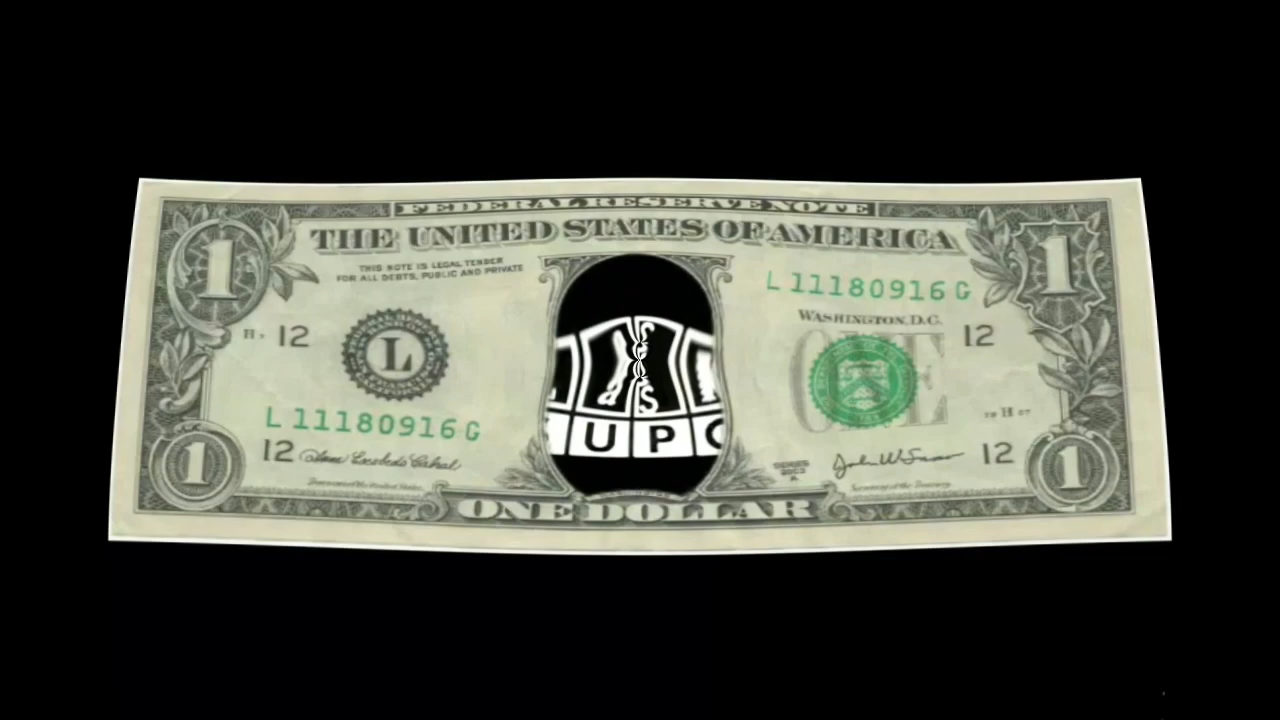 FEDERAL RESERVE NOTE
THE UNITED STATES OF AMERICA
THIS NOTE IS LEGAL TENDER
FOR ALL DEBTS, PUBLIC AND PRIVATE
1
1
L 11180916 G
WASHINGTON, D.C.
12
12
L
ONE
L 11180916 G
12
12
UPC
1
1
ONE DOLLAR